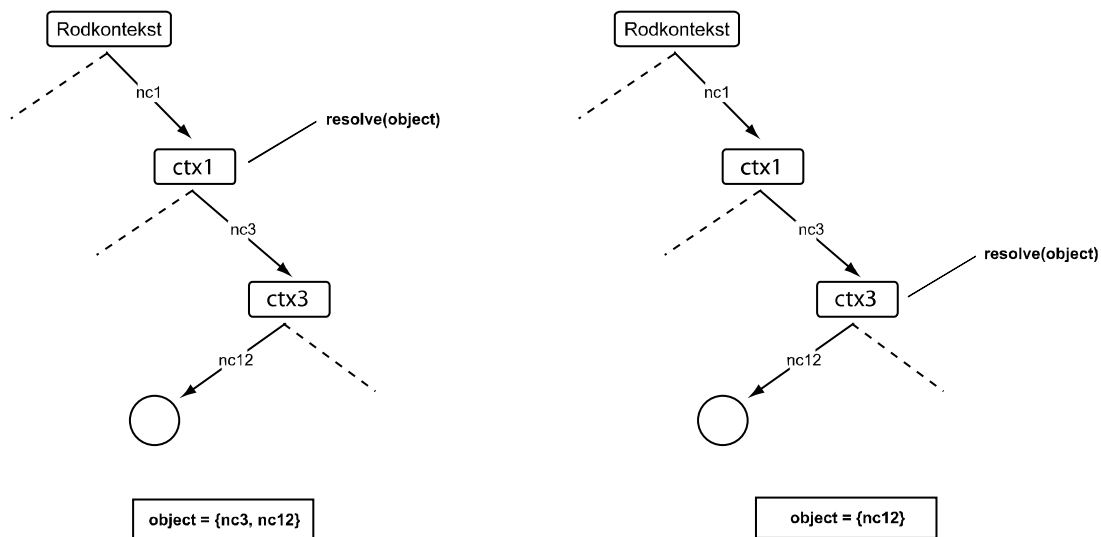 Rodkontekst
nc1
resolve(object)
ctx1
nc3
ctx3
nc12
object = {nc3, nc12}
Rodkontekst
nc1
ctx1
nc3
resolve(object)
ctx3
nc12
object = {nc12}